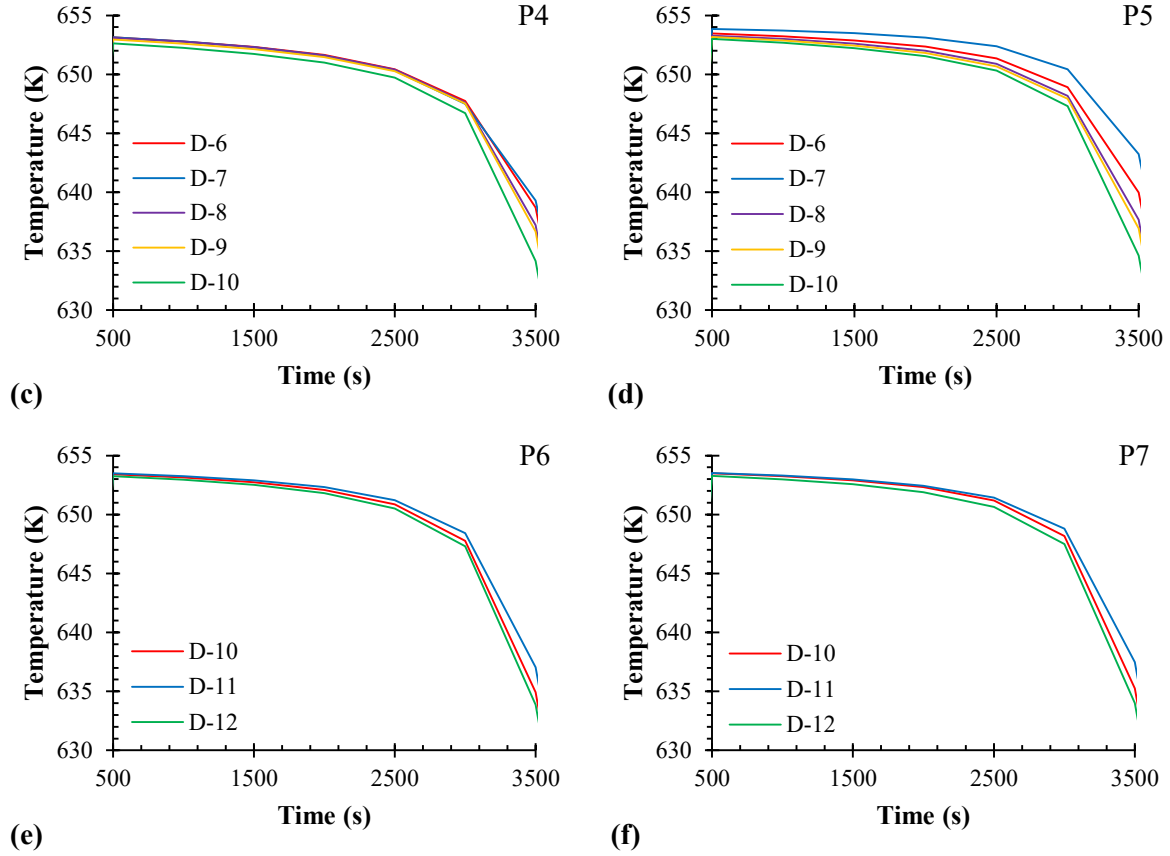 P4
655
650
645
640
635
630
Temperature (K)
D-6
D-7
D-8
D-9
D-10
500
1500
2500
3500
Time (s)
(c)
P5
655
650
645
640
635
630
Temperature (K)
D-6
D-7
D-8
D-9
D-10
500
1500
2500
3500
Time (s)
(d)
P6
655
650
645
640
635
630
Temperature (K)
D-10
D-11
D-12
500
1500
2500
3500
Time (s)
(e)
P7
655
650
645
640
635
630
Temperature (K)
D-10
D-11
D-12
500
1500
2500
3500
Time (s)
(f)